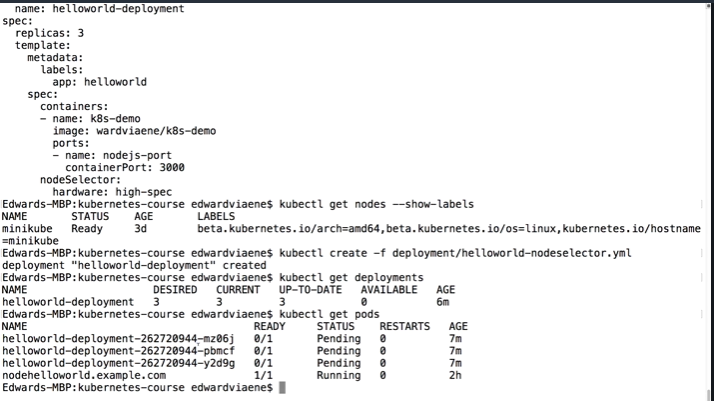 name: helloworld-deployment
spec:
replicas: 3
template:
metadata:
labels:
app: helloworld
spec:
containers:
- name: k8s-demo
image: wardviaene/k8s-demo
ports:
- name: nodejs-port
containerPort: 3000
nodeSelector:
hardware: high-spec
Edwards-MBP:kubernetes-course edwardviaene$ kubectl get nodes --show-labels
NAME STATUS AGE LABELS
minikube Ready 3d beta.kubernetes.io/arch=amd64,beta.kubernetes.io/os=linux,kubernetes.io/hostname
=minikube
Edwards-MBP:kubernetes-course edwardviaene$ kubectl create -f deployment/helloworld-nodeselector.yml
deployment "helloworld-deployment" created
Edwards-MBP:kubernetes-course edwardviaene$ kubectl get deployments
NAME DESIRED CURRENT UP-TO-DATE AVAILABLE AGE
helloworld-deployment 3 3 3 0 6m
Edwards-MBP:kubernetes-course edwardviaene$ kubectl get pods
NAME READY STATUS RESTARTS AGE
helloworld-deployment-262720944-mz06j 0/1 Pending 0 7m
helloworld-deployment-262720944-pbmcf 0/1 Pending 0 7m
helloworld-deployment-262720944-y2d9g 0/1 Pending 0 7m
nodehelloworld.example.com 1/1 Running 0 2h
Edwards-MBP:kubernetes-course edwardviaene$